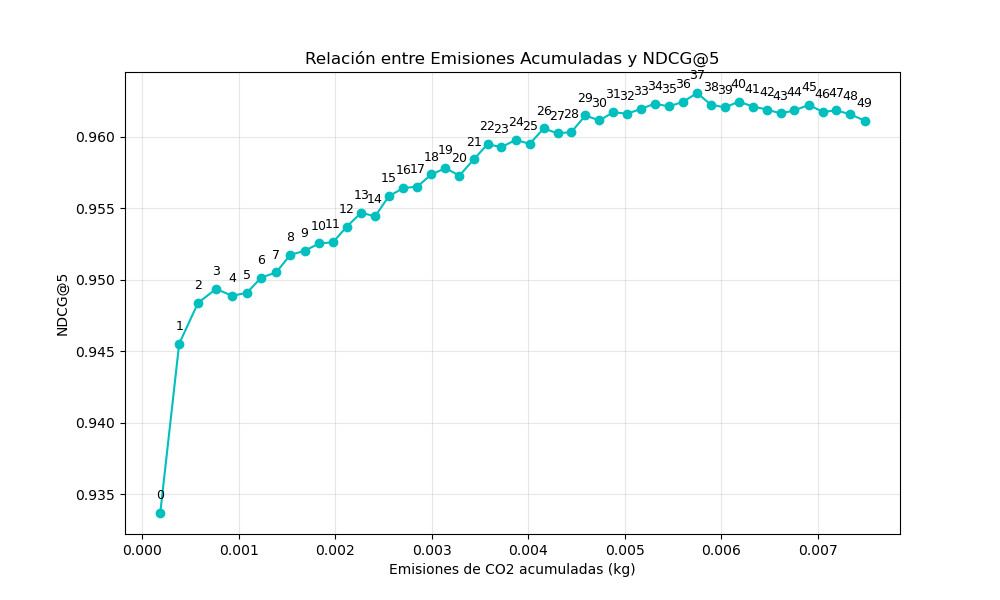 Relación entre Emisiones Acumuladas y NDCG@5
NDCG@5
0.960
0.955
0.950
0.945
0.940
0.935
0 1 2 3 4 5 6 7 8 9 10 11 12 13 14 15 16 17 18 19 20 21 22 23 24 25 26 27 28 29 30 31 32 33 34 35 36 37 38 39 40 41 42 43 44 45 46 47 48 49
0.000 0.001 0.002 0.003 0.004 0.005 0.006 0.007
Emisiones de CO2 acumuladas (kg)